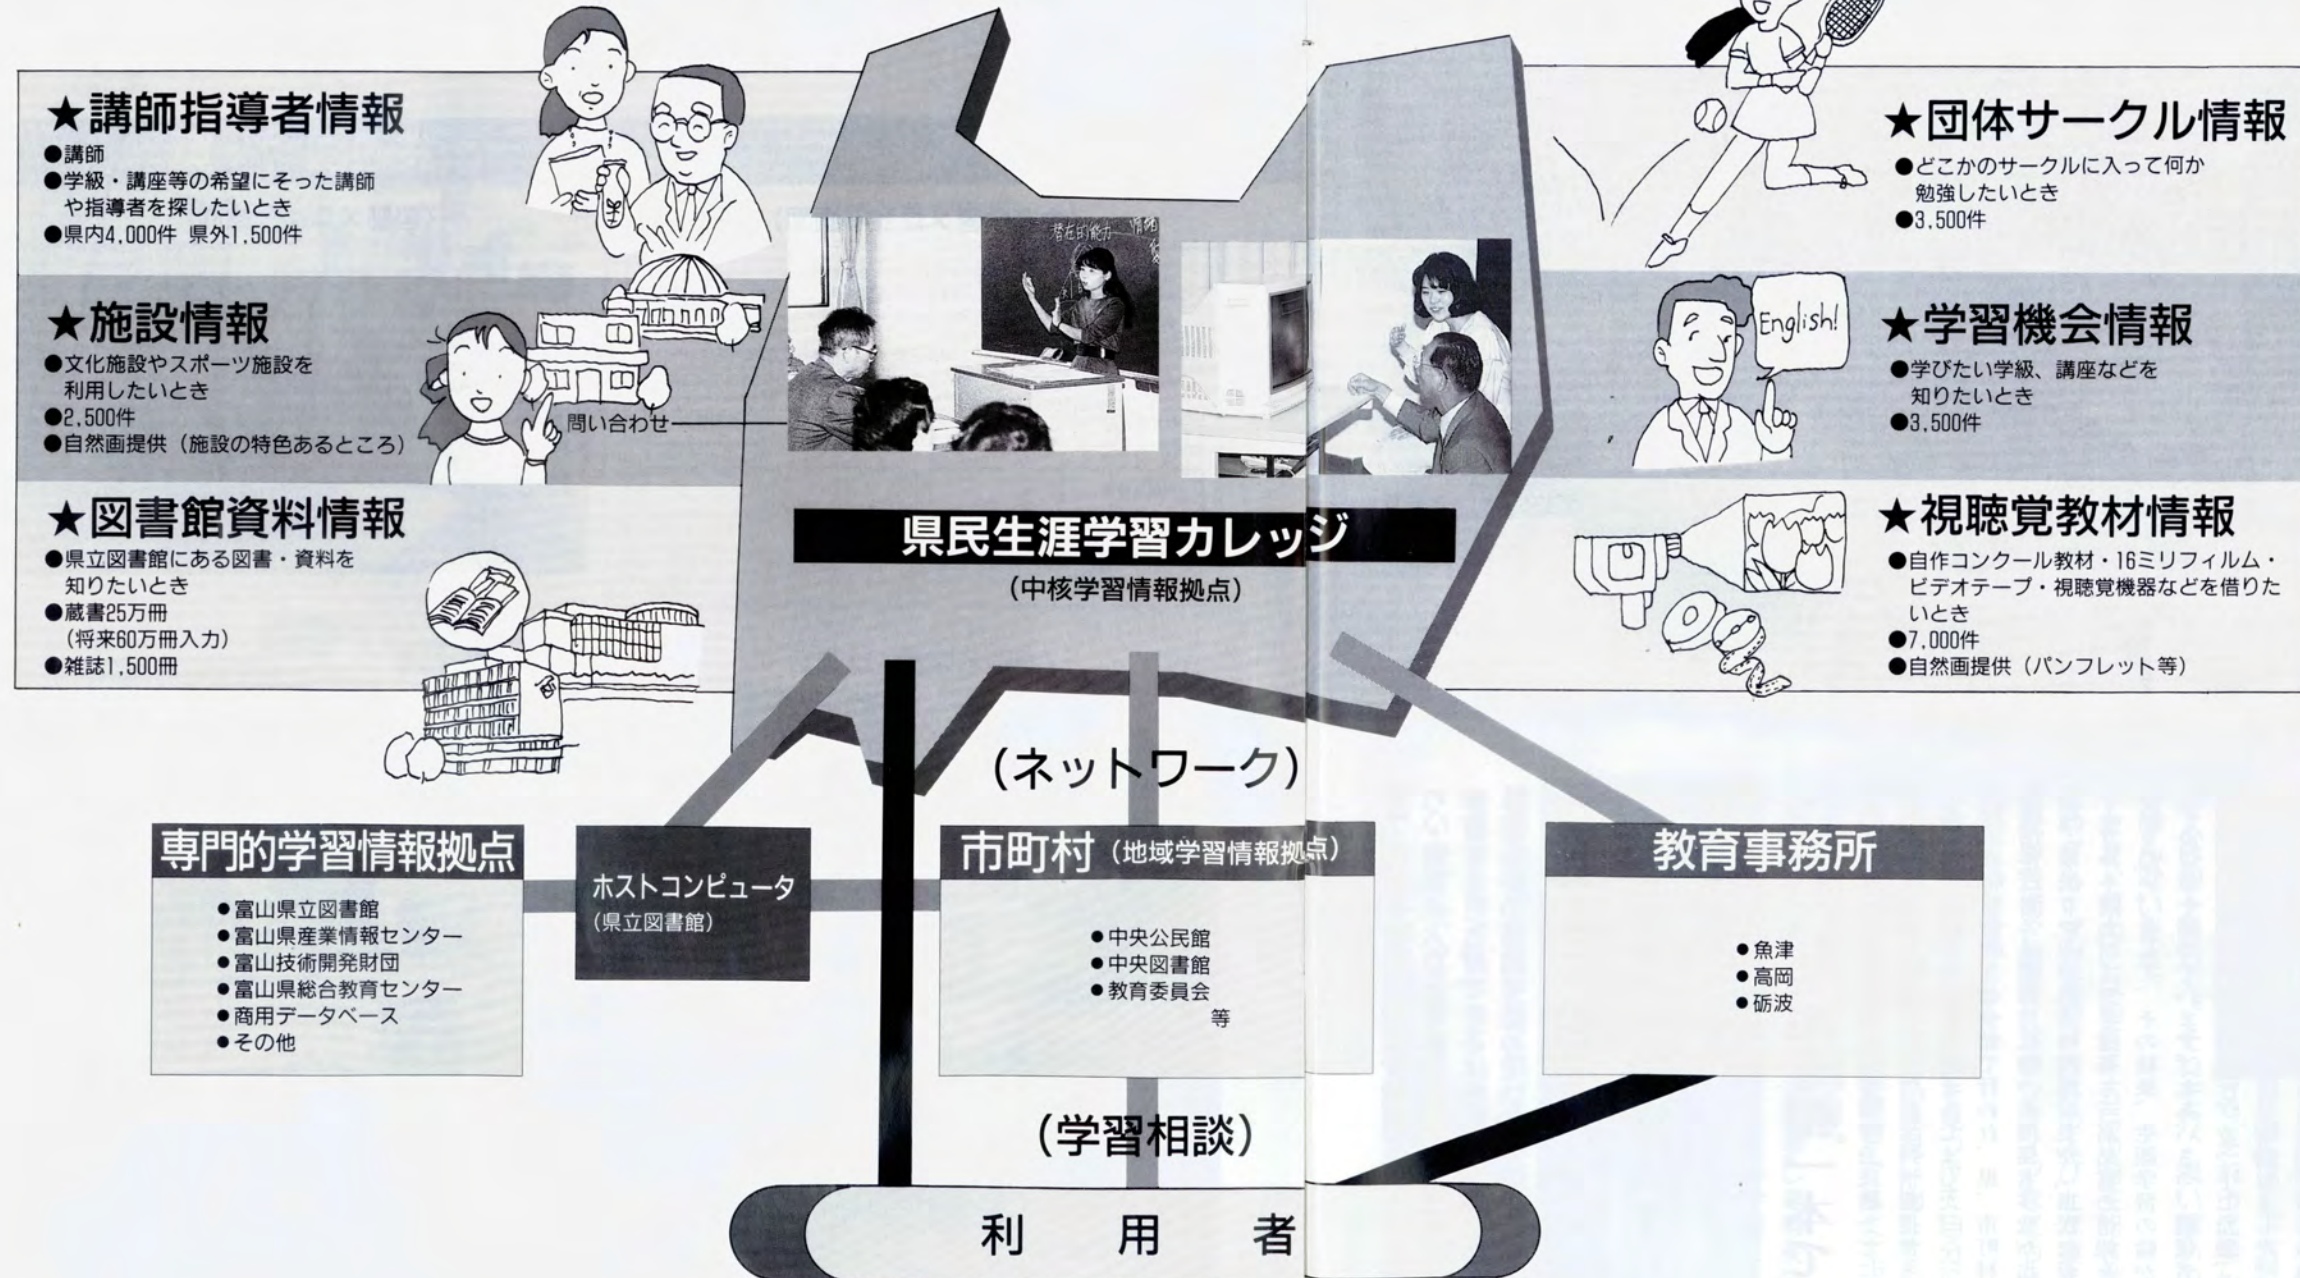 ★講師指導者情報
●講師
●学級・講座等の希望にそった講師
や指導者を探したいとき
●県内4,000件 県外1,500件
★施設情報
●文化施設やスポーツ施設を
利用したいとき
●2,500件
●自然画提供（施設の特色あるところ）
問い合わせ
★図書館資料情報
●県立図書館にある図書・資料を
知りたいとき
●蔵書25万冊
（将来60万冊入力）
●雑誌1,500冊
潜在的能力
情報
県民生涯学習カレッジ
（中核学習情報拠点）
★団体サークル情報
●どこかのサークルに入って何か
勉強したいとき
●3,500件
English!
★学習機会情報
●学びたい学級、講座などを
知りたいとき
●3,500件
★視聴覚教材情報
●自作コンクール教材・16ミリフィルム・
ビデオテープ・視聴覚機器などを借りた
いとき
●7,000件
●自然画提供（パンフレット等）
（ネットワーク）
専門的学習情報拠点
●富山県立図書館
●富山県産業情報センター
●富山技術開発財団
●富山県総合教育センター
●商用データベース
●その他
ホストコンピュータ
（県立図書館）
市町村（地域学習情報拠点）
●中央公民館
●中央図書館
●教育委員会
等
教育事務所
●魚津
●高岡
●砺波
（学習相談）
利用者